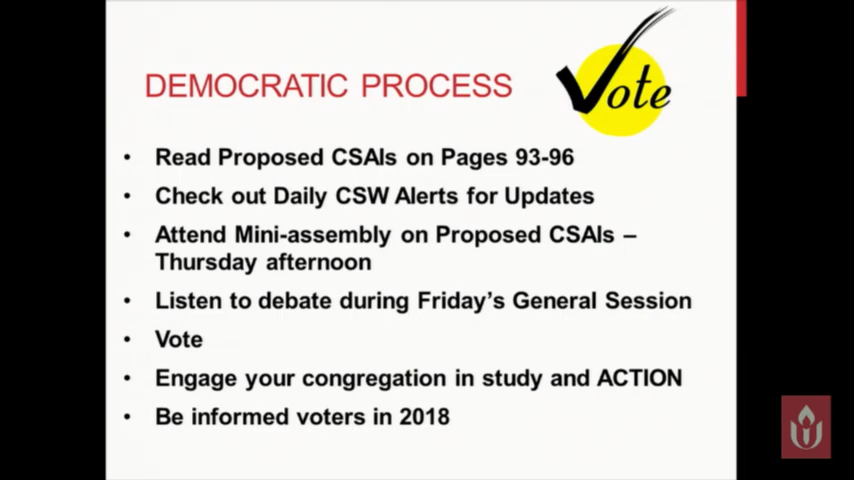 DEMOCRATIC PROCESS
Vote
• Read Proposed CSAIs on Pages 93-96
• Check out Daily CSW Alerts for Updates
• Attend Mini-assembly on Proposed CSAIs –
Thursday afternoon
• Listen to debate during Friday's General Session
• Vote
• Engage your congregation in study and ACTION
• Be informed voters in 2018